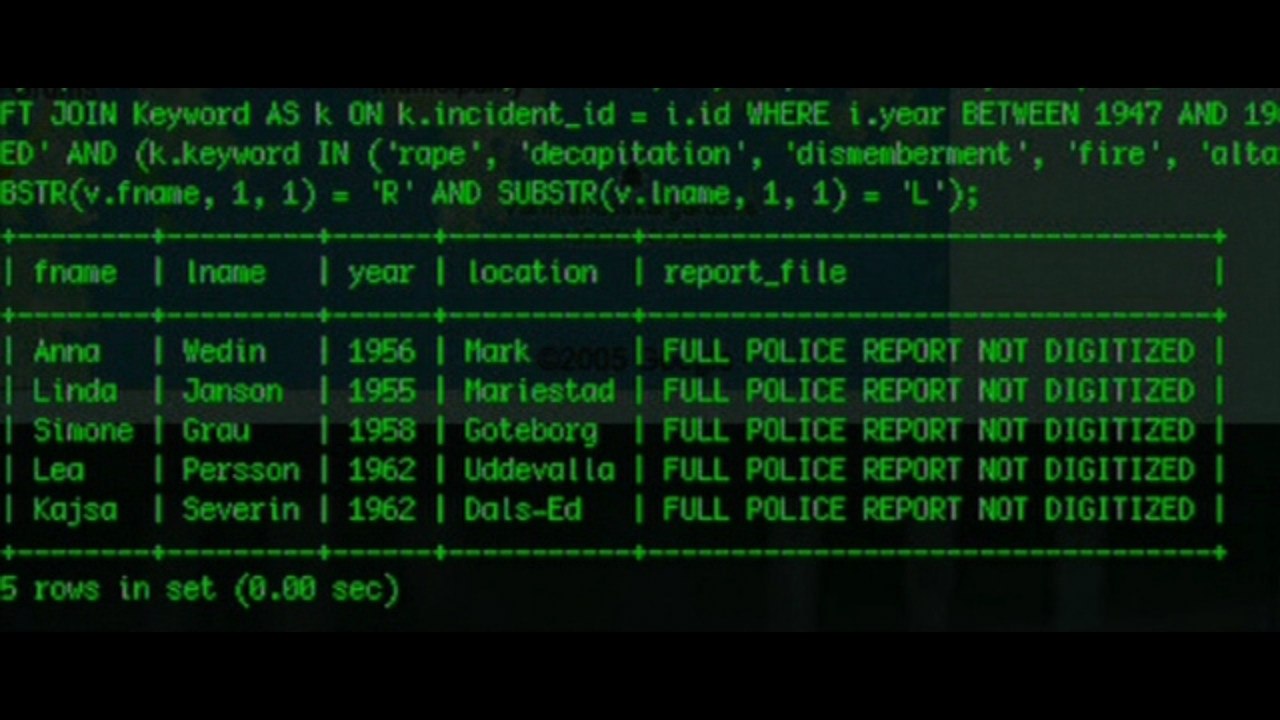 FT JOIN Keyword AS k ON k.incident_id = i.id WHERE i.year BETWEEN 1947 AND 19
ED' AND (k.keyword IN ('rape', 'decapitation', 'dismemberment', 'fire', 'alta
BSTR(v.fname, 1, 1) = 'R' AND SUBSTR(v.lname, 1, 1) = 'L');
+---------+---------+------+-----------+----------------------------------+
| fname | lname | year | location | report_file |
+---------+---------+------+-----------+----------------------------------+
| Anna | Wedin | 1956 | Mark | FULL POLICE REPORT NOT DIGITIZED |
| Linda | Janson | 1955 | Mariestad | FULL POLICE REPORT NOT DIGITIZED |
| Simone | Grau | 1958 | Goteborg | FULL POLICE REPORT NOT DIGITIZED |
| Lea | Persson | 1962 | Uddevalla | FULL POLICE REPORT NOT DIGITIZED |
| Kajsa | Severin | 1962 | Dals-Ed | FULL POLICE REPORT NOT DIGITIZED |
+---------+---------+------+-----------+----------------------------------+
5 rows in set (0.00 sec)
©2005 Google